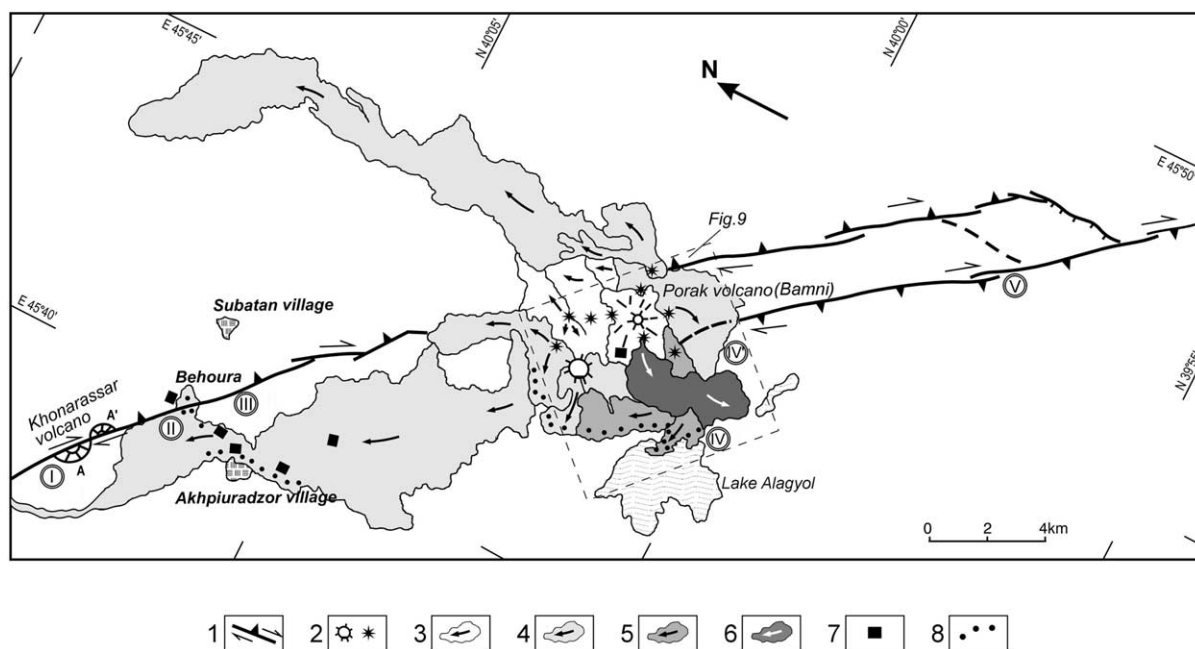 E 45°45'
N 40°05'
N 40°00'
N
E 45°50'
Fig.9
Porak volcano(Bamni)
E 45°40'
Subatan village
Behoura
Khonarassar
volcano
A'
A
I
II
III
IV'
IV
V
N 39°55'
Akhpiuradzor village
Lake Alagyol
0 2 4km
1 2 3 4 5 6 7 8